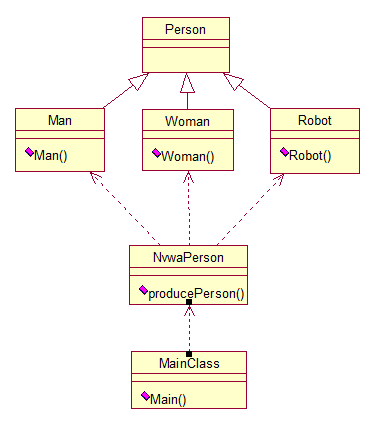 Person
Man Woman Robot
Man() Woman() Robot()
NvwaPerson
producePerson()
MainClass
Main()